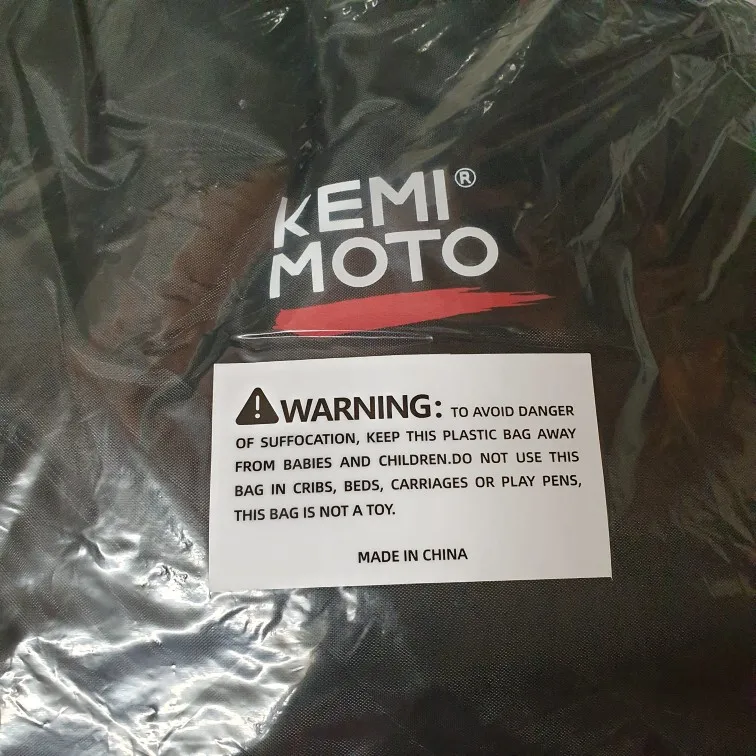 KEMI®
MOTO
WARNING: TO AVOID DANGER
OF SUFFOCATION, KEEP THIS PLASTIC BAG AWAY
FROM BABIES AND CHILDREN.DO NOT USE THIS
BAG IN CRIBS, BEDS, CARRIAGES OR PLAY PENS,
THIS BAG IS NOT A TOY.
MADE IN CHINA